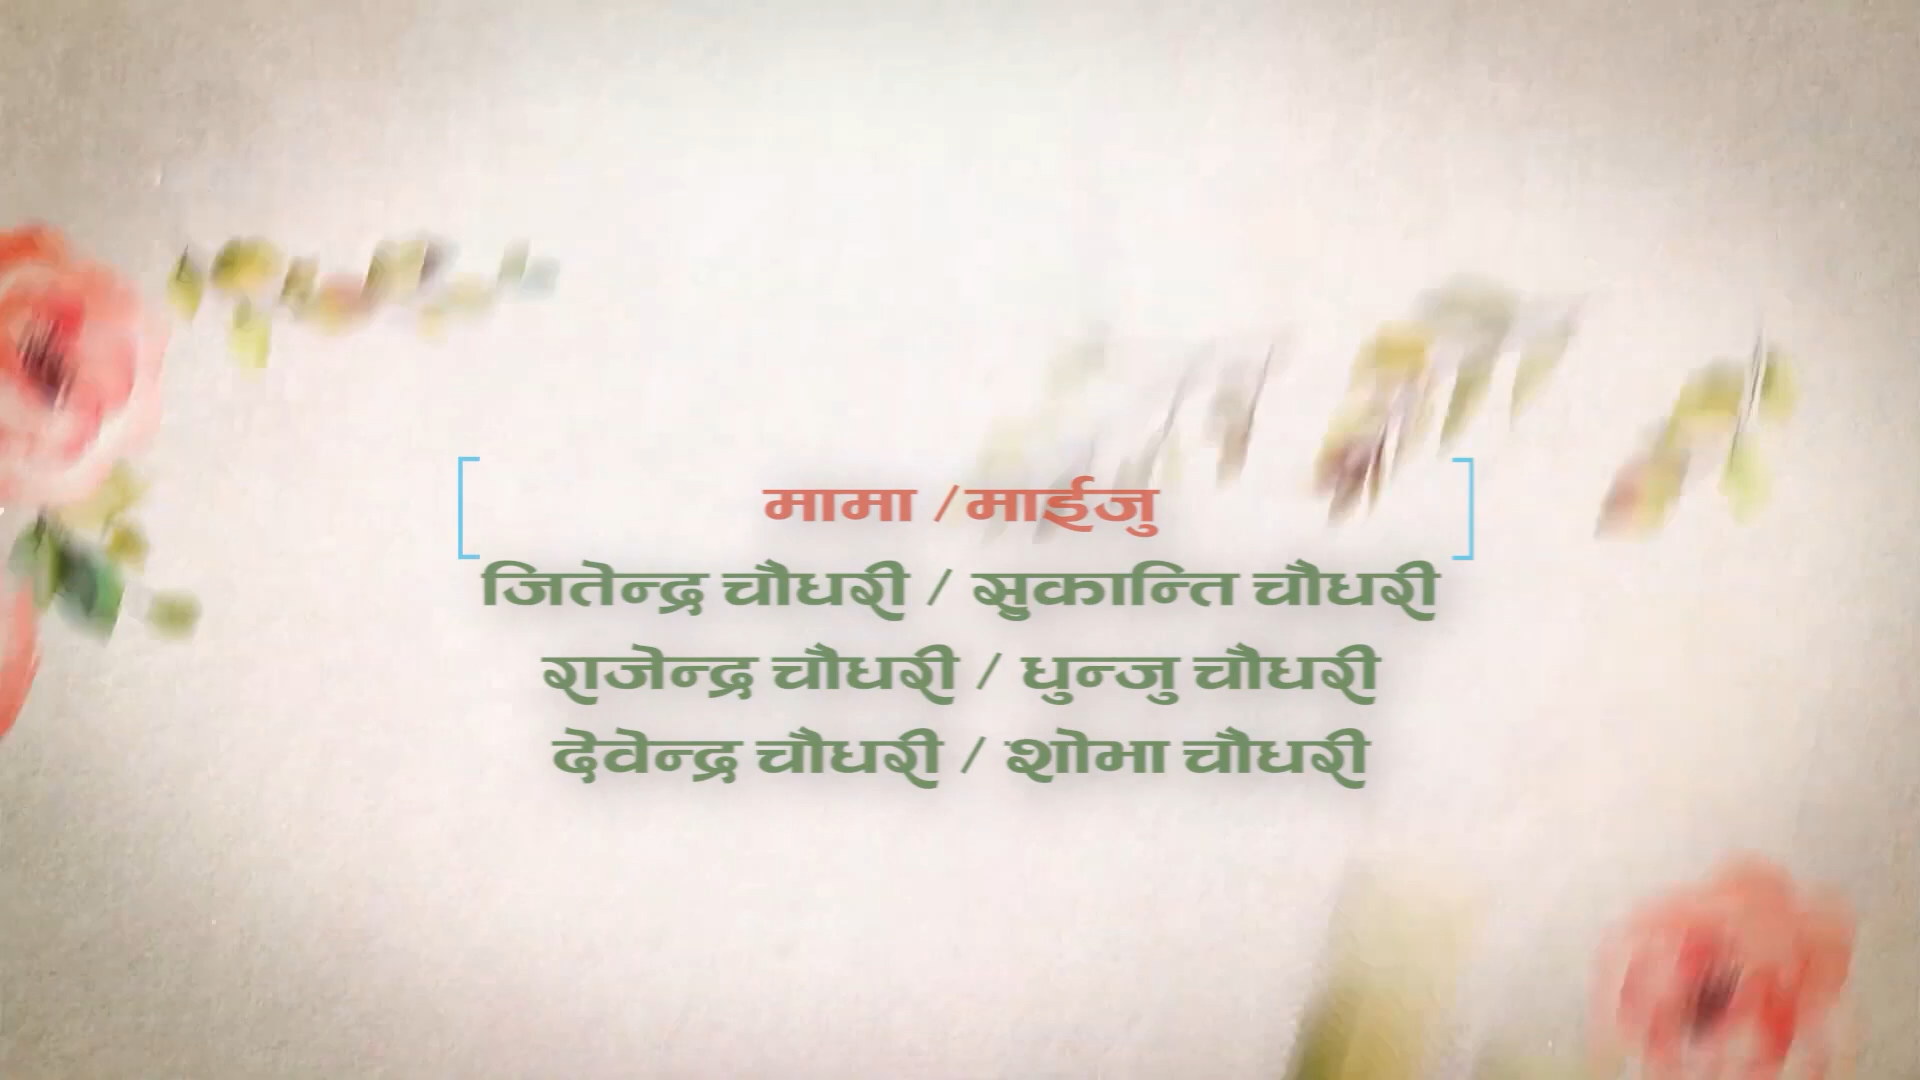 मामा / माईजु
जितेन्द्र चौधरी / सुकान्ति चौधरी
राजेन्द्र चौधरी / धुन्जु चौधरी
देवेन्द्र चौधरी / शोभा चौधरी